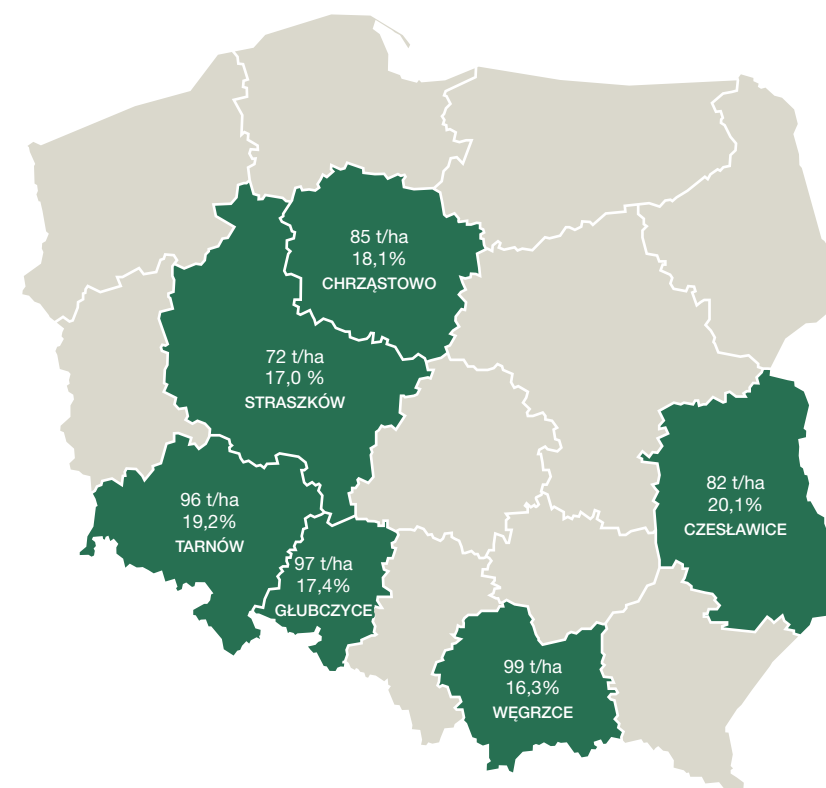 85 t/ha
18,1%
CHRZĄSTOWO
72 t/ha
17,0 %
STRASZKÓW
96 t/ha
19,2%
TARNÓW
97 t/ha
17,4%
GŁUBCZYCE
82 t/ha
20,1%
CZESŁAWICE
99 t/ha
16,3%
WĘGRZCE